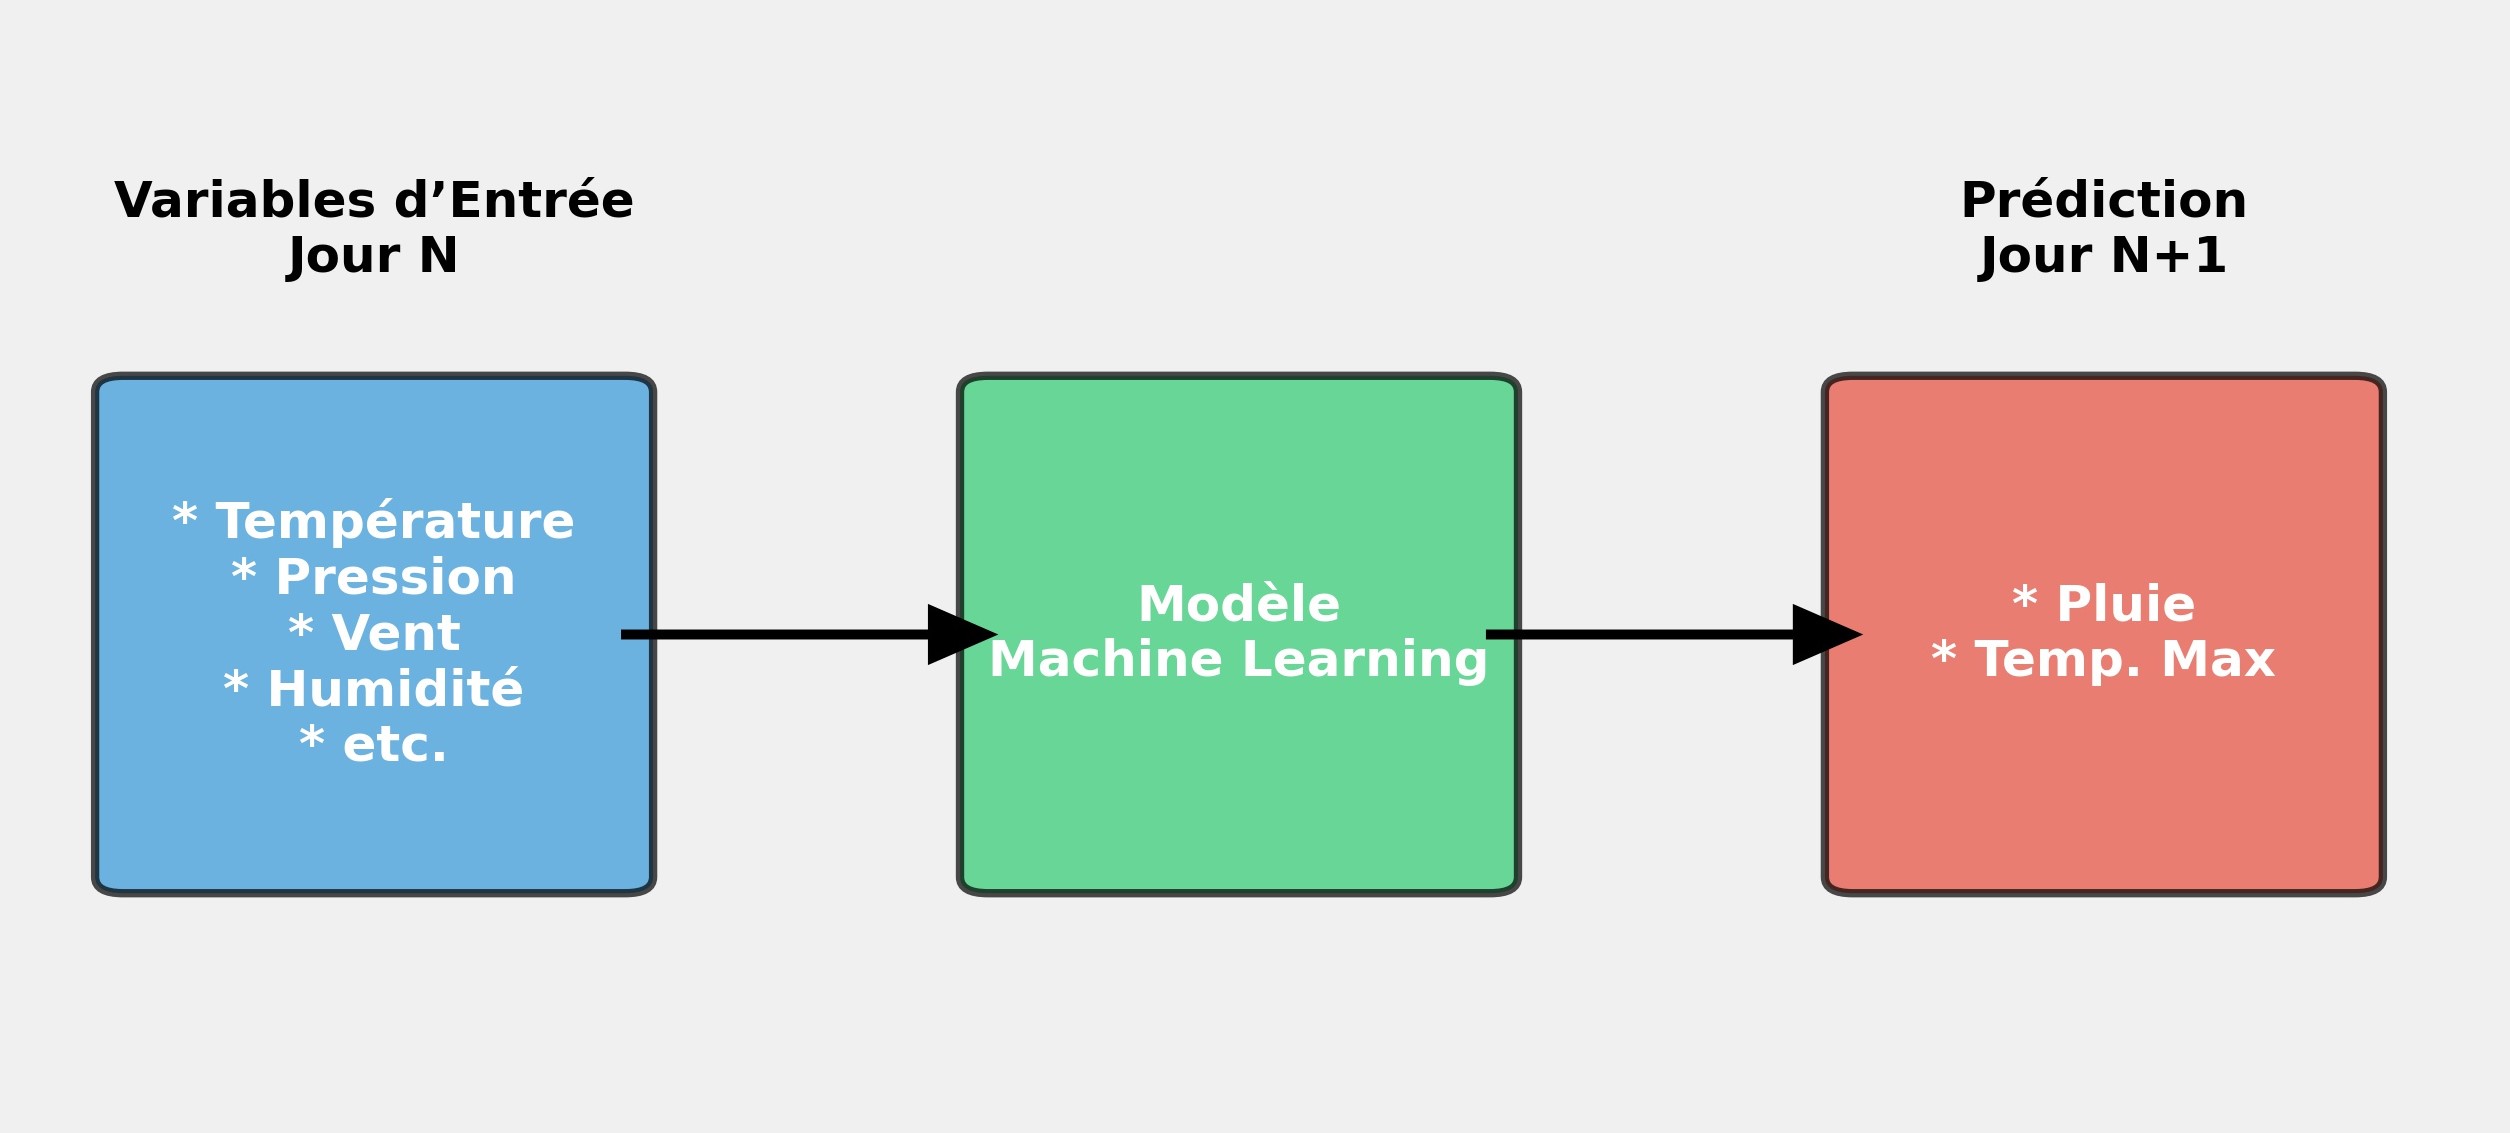 Variables d’Entrée
Jour N
* Température
* Pression
* Vent
* Humidité
* etc.
Modèle
Machine Learning
Prédiction
Jour N+1
* Pluie
* Temp. Max